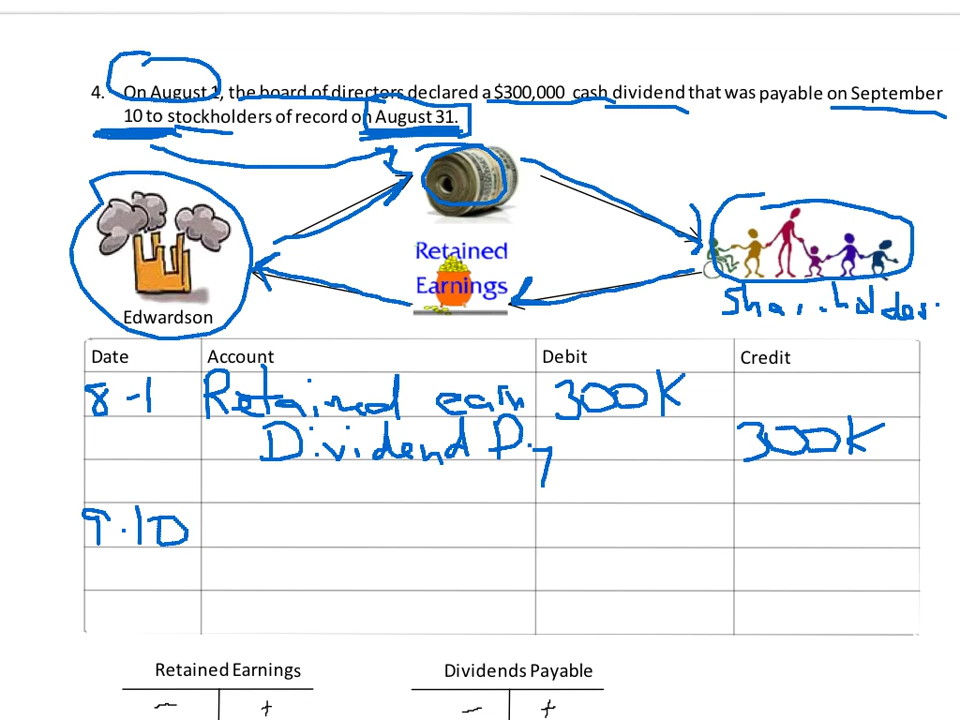 4. On August 1, the board of directors declared a $300,000 cash dividend that was payable on September
10 to stockholders of record on August 31.
Retained
Earnings
Edwardson
Shareholder
Date Account Debit Credit
8-1 Retained earn 300K
Dividend P.y 300K
9-10
Retained Earnings Dividends Payable
- + - +